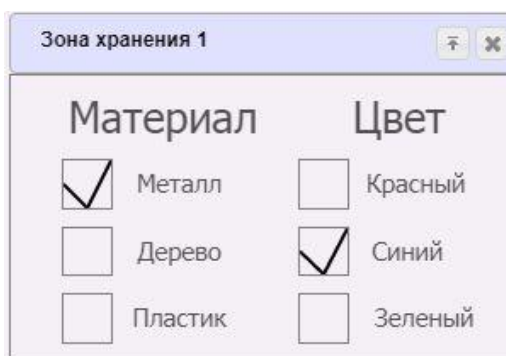 Зона хранения 1
Материал Цвет
Металл Красный
Дерево Синий
Пластик Зеленый